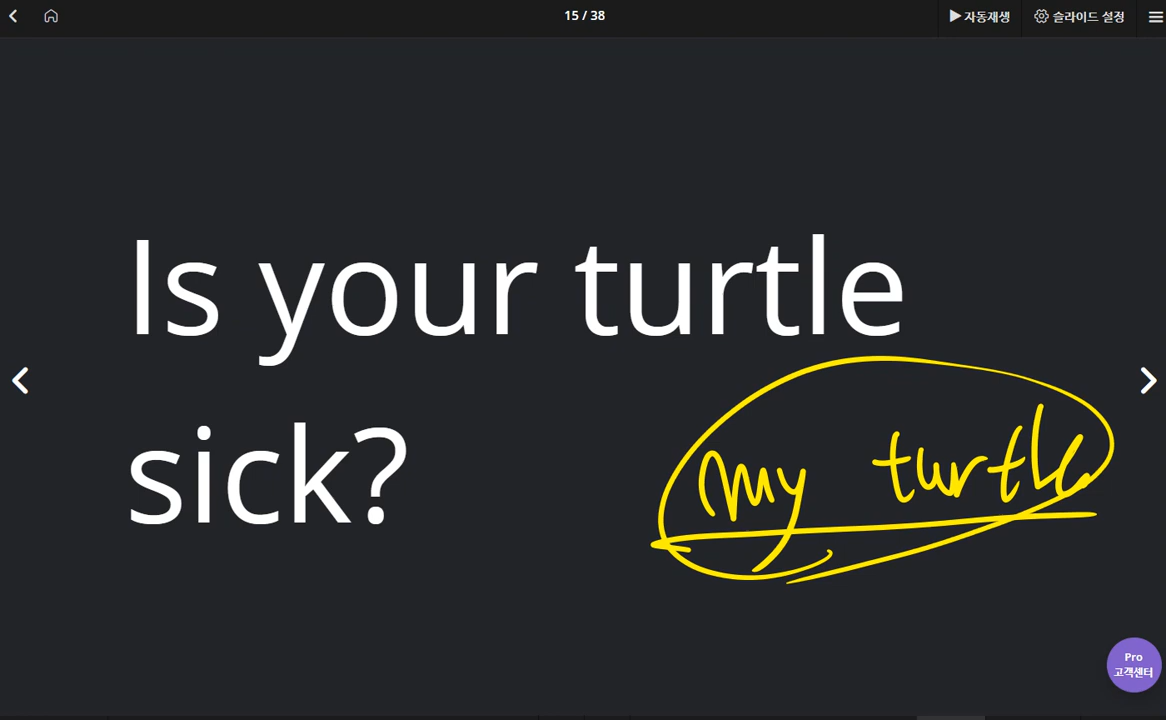 15 / 38
▶ 자동재생
슬라이드 설정
Is your turtle
sick?
my turtle
Pro
고객센터